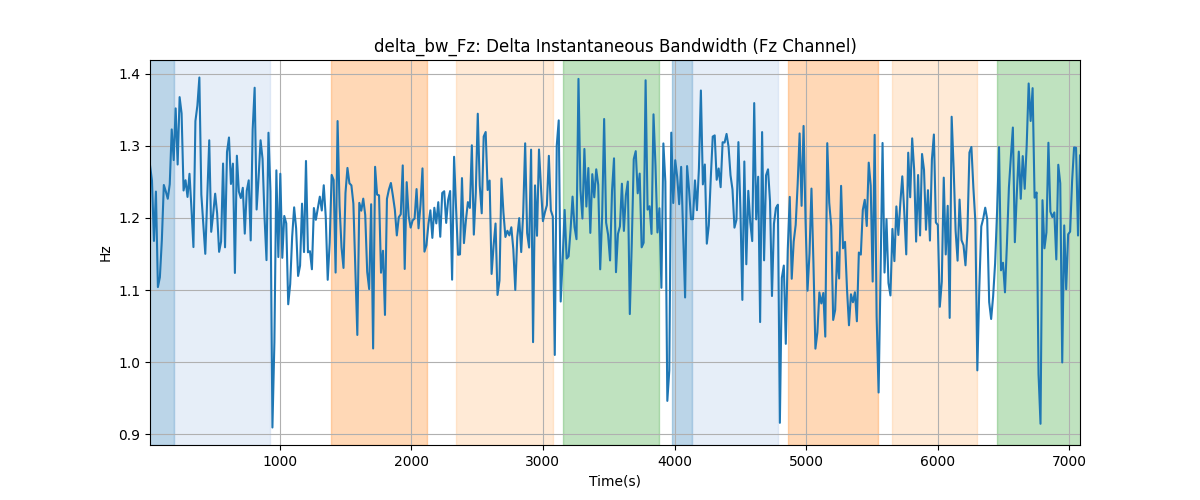 delta_bw_Fz: Delta Instantaneous Bandwidth (Fz Channel)
Hz
1.4
1.3
1.2
1.1
1.0
0.9
1000 2000 3000 4000 5000 6000 7000
Time(s)